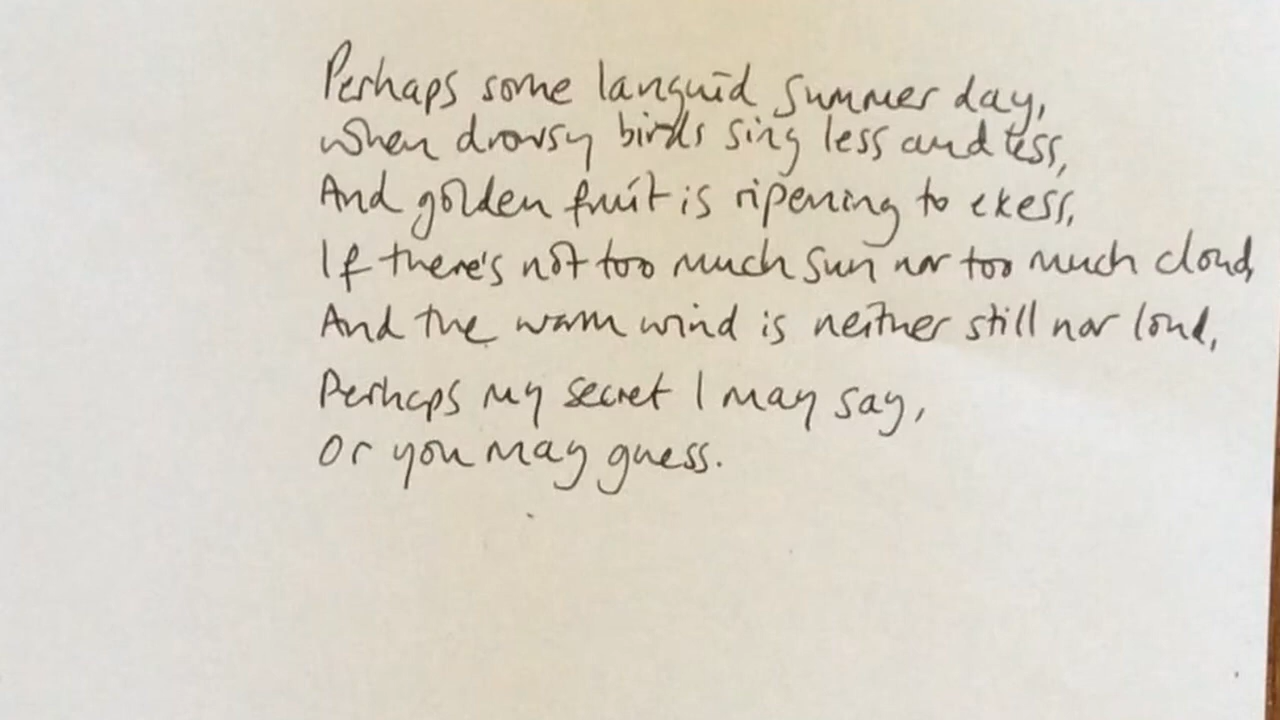 Perhaps some languid summer day,
when drowsy birds sing less and less,
And golden fruit is ripening to exess,
If there's not too much sun nor too much cloud,
And the warm wind is neither still nor loud,
Perhaps my secret I may say,
Or you may guess.